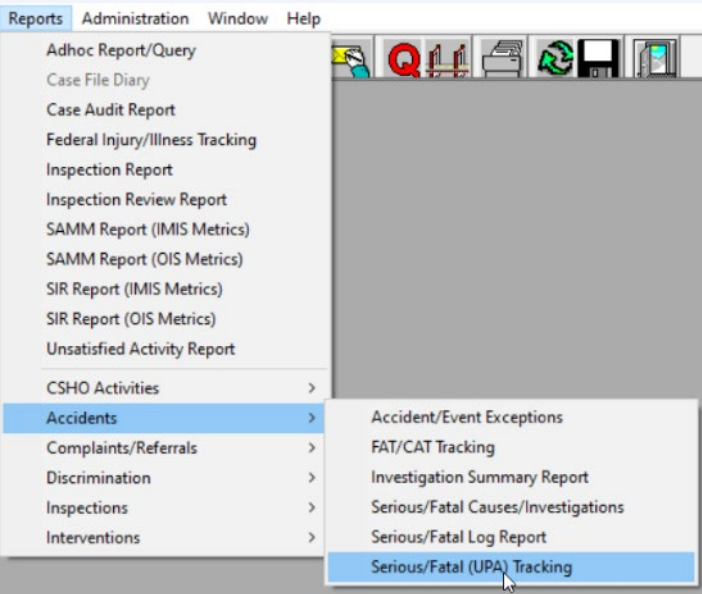 Reports Administration Window Help
Adhoc Report/Query
Case File Diary
Case Audit Report
Federal Injury/Illness Tracking
Inspection Report
Inspection Review Report
SAMM Report (IMIS Metrics)
SAMM Report (OIS Metrics)
SIR Report (IMIS Metrics)
SIR Report (OIS Metrics)
Unsatisfied Activity Report
CSHO Activities
Accidents
Complaints/Referrals
Discrimination
Inspections
Interventions
Accident/Event Exceptions
FAT/CAT Tracking
Investigation Summary Report
Serious/Fatal Causes/Investigations
Serious/Fatal Log Report
Serious/Fatal (UPA) Tracking
Q